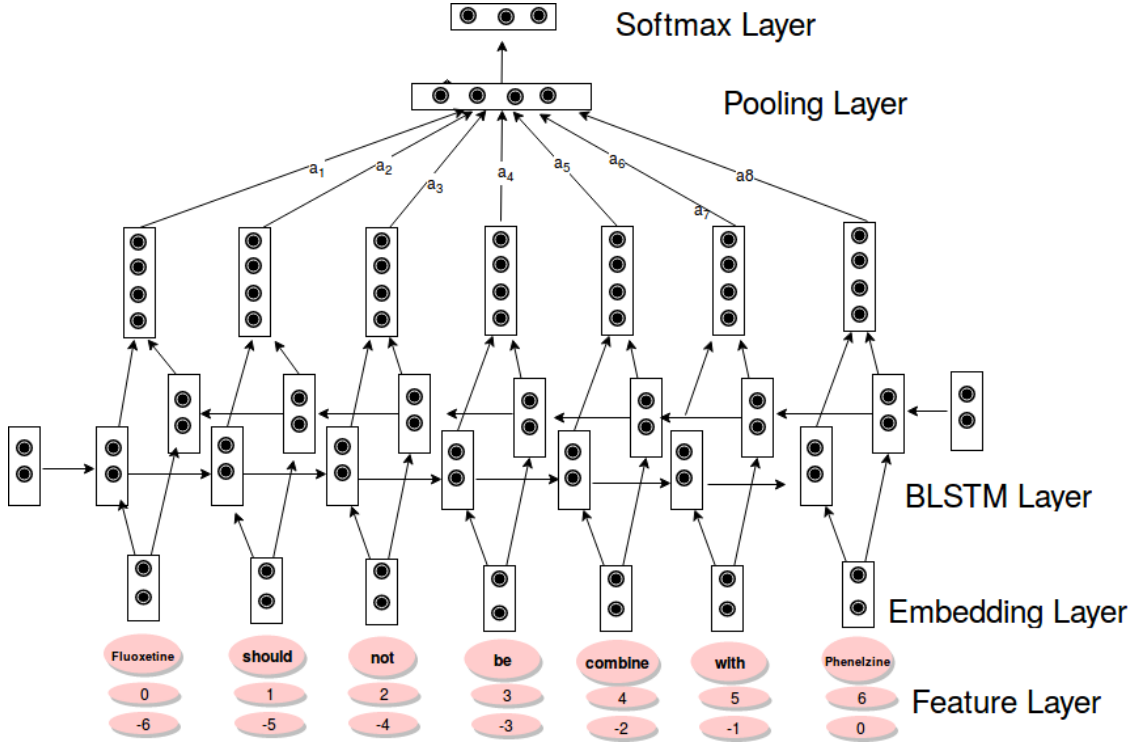 Softmax Layer
Pooling Layer
a1 a2 a3 a4 a5 a6 a7 a8
BLSTM Layer
Embedding Layer
Fluoxetine should not be combine with Phenelzine
0 1 2 3 4 5 6
Feature Layer
-6 -5 -4 -3 -2 -1 0